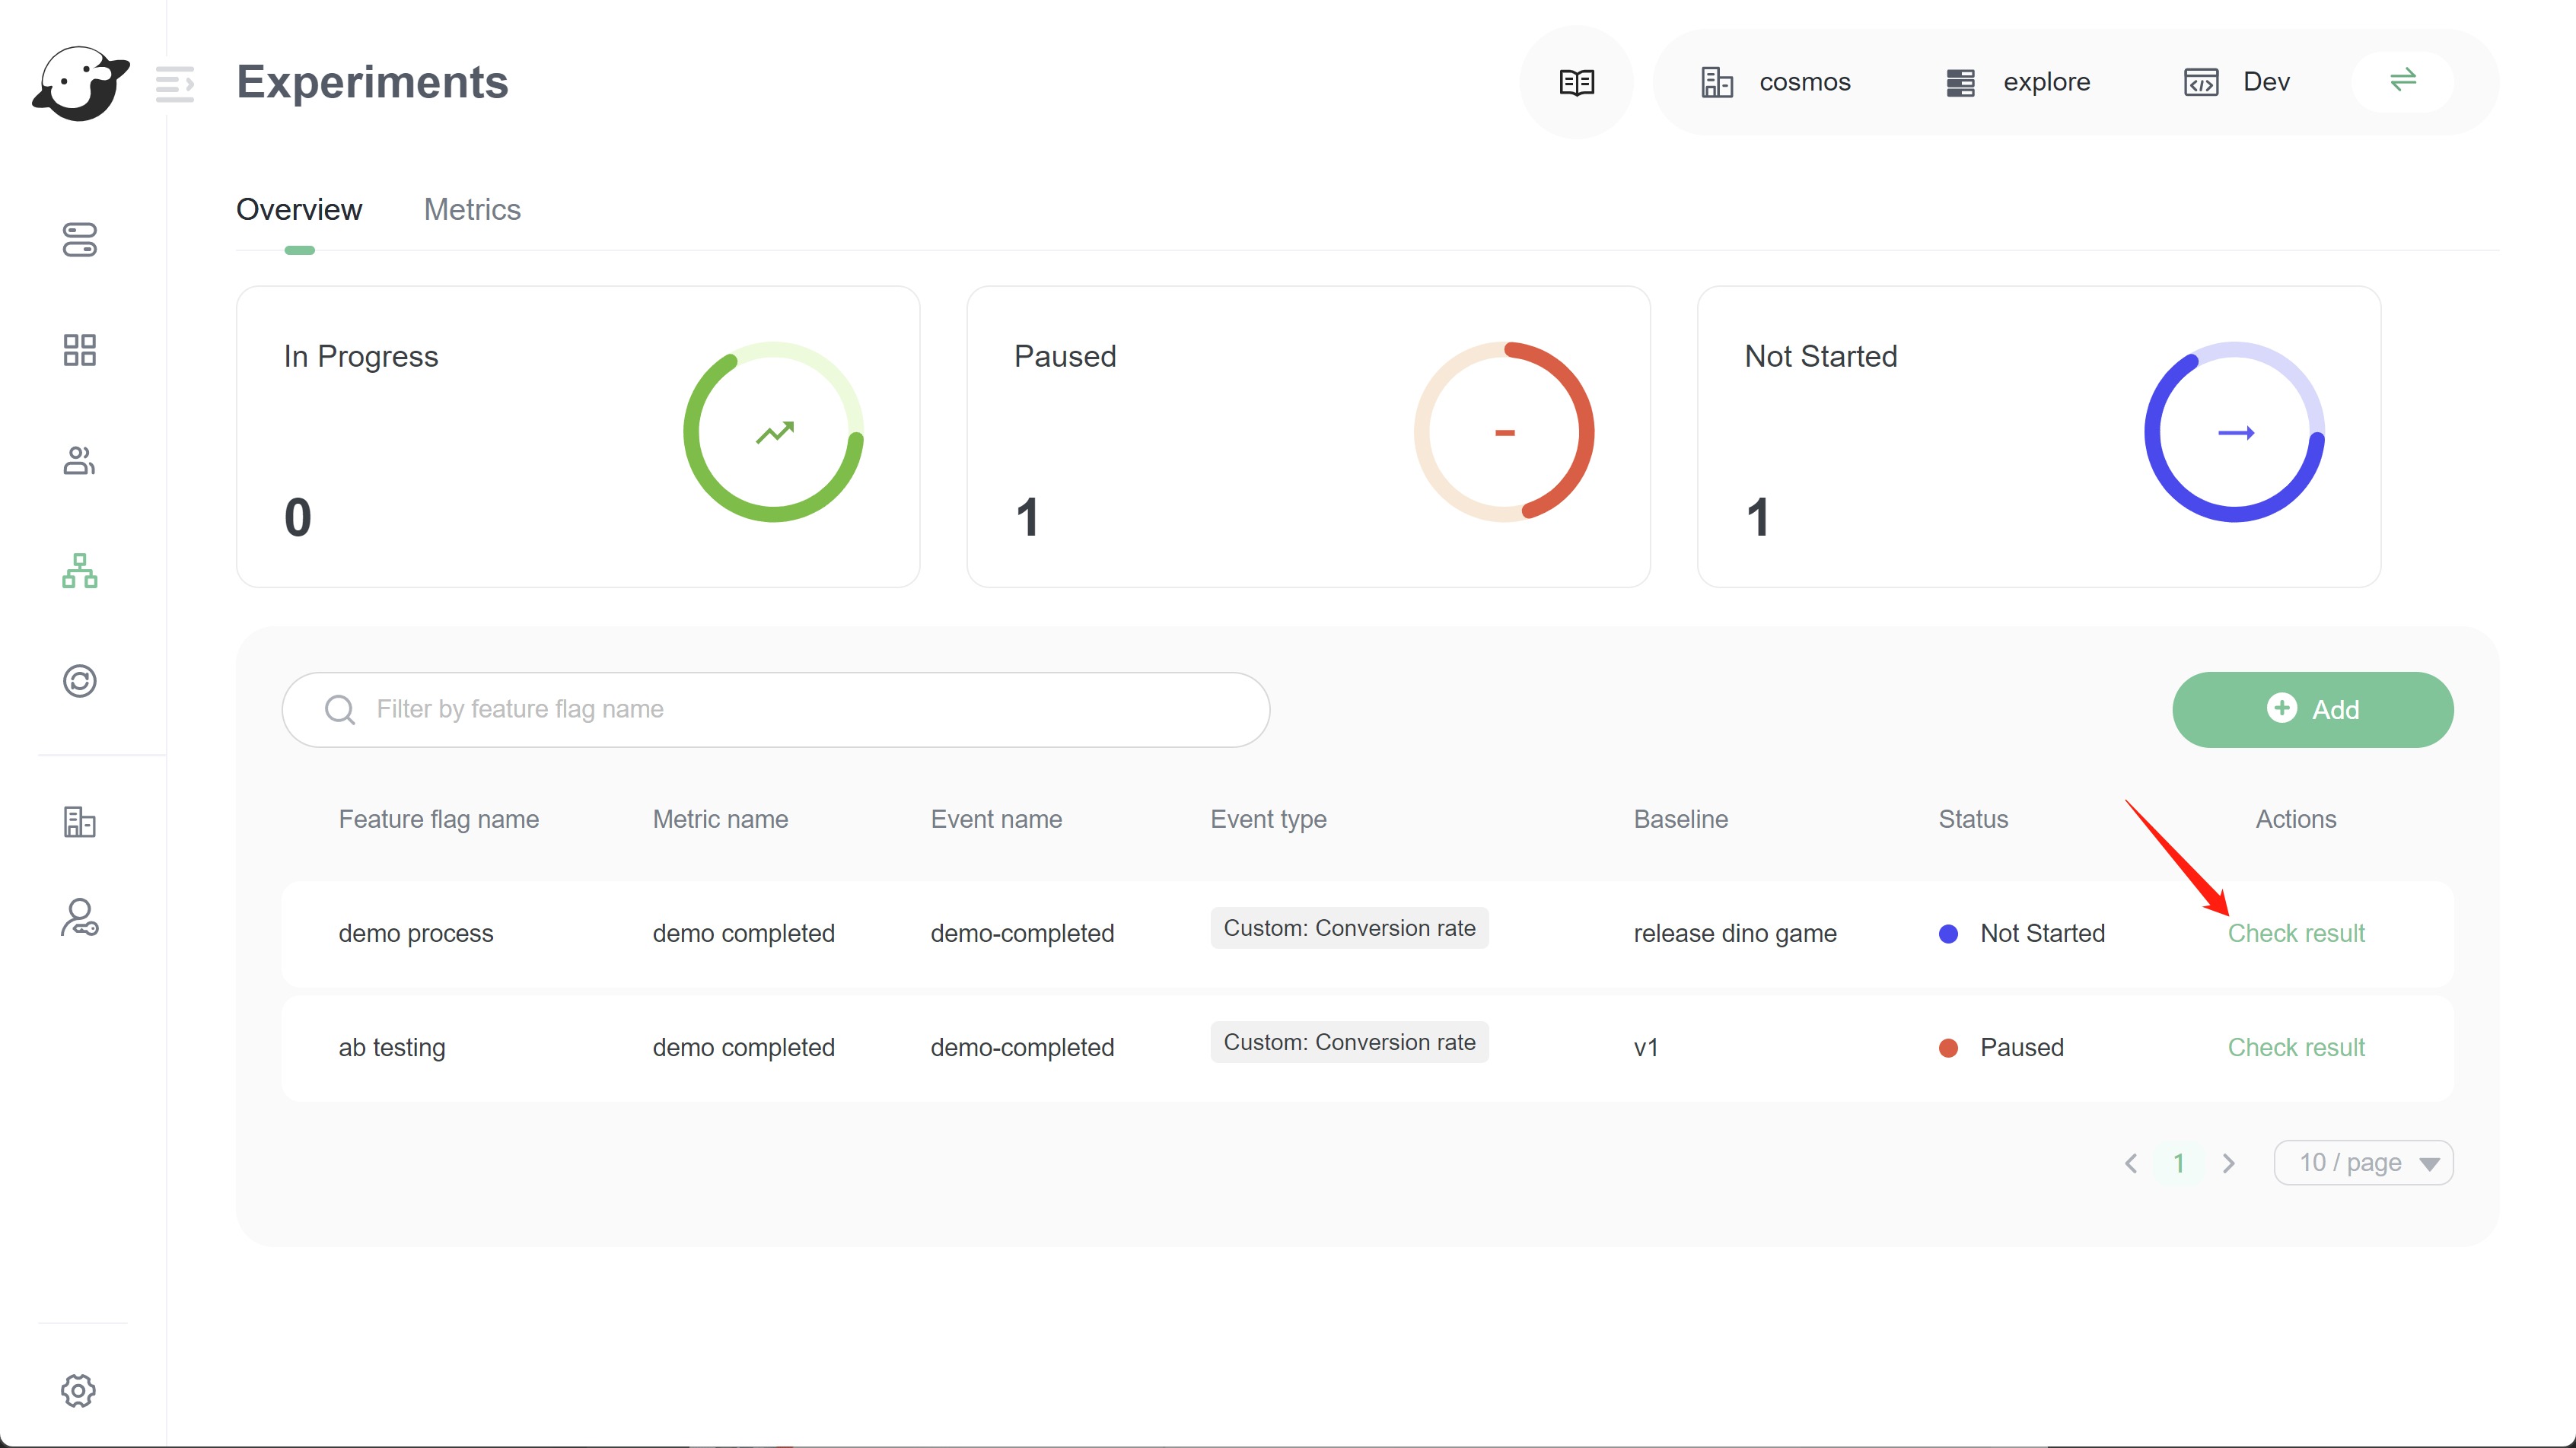 Experiments
cosmos
explore
Dev
Overview
Metrics
In Progress
0
Paused
1
Not Started
1
Filter by feature flag name
Add
Feature flag name
Metric name
Event name
Event type
Baseline
Status
Actions
demo process
demo completed
demo-completed
Custom: Conversion rate
release dino game
Not Started
Check result
ab testing
demo completed
demo-completed
Custom: Conversion rate
v1
Paused
Check result
1
10 / page